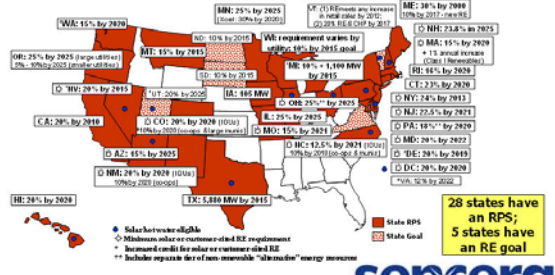 MN: 25% by 2025
(Xcel: 30% by 2020)
VT: (1) RE meets any increase
in retail sales by 2012;
(2) 20% RE & CHP by 2017
ME: 30% by 2000
10% by 2017 - new RE
*WA: 15% by 2020
ND: 10% by 2015
WI: requirement varies by
utility; 10% by 2015 goal
NH: 23.8% in 2025
MA: 15% by 2020
+ 1% annual increase
(Class I Renewables)
OR: 25% by 2025 (large utilities)
5% - 10% by 2025 (smaller utilities)
MT: 15% by 2015
*MI: 10% + 1,100 MW
by 2015
RI: 16% by 2020
CT: 23% by 2020
SD: 10% by 2015
*NV: 20% by 2015
*UT: 20% by 2025
IA: 105 MW
OH: 25%** by 2025
NY: 24% by 2013
NJ: 22.5% by 2021
CA: 20% by 2010
CO: 20% by 2020 (IOUs)
*10% by 2020 (co-ops & large munis)
IL: 25% by 2025
PA: 18%** by 2020
MO: 15% by 2021
MD: 20% by 2022
AZ: 15% by 2025
NC: 12.5% by 2021 (IOUs)
10% by 2018 (co-ops & munis)
*DE: 20% by 2019
DC: 20% by 2020
NM: 20% by 2020 (IOUs)
10% by 2020 (co-ops)
*VA: 12% by 2022
HI: 20% by 2020
TX: 5,880 MW by 2015
28 states have
an RPS;
5 states have
an RE goal
State RPS
State Goal
Solar hot water eligible
Minimum solar or customer-sited RE requirement
* Increased credit for solar or customer-sited RE
** Includes separate tier of non-renewable "alternative" energy resources